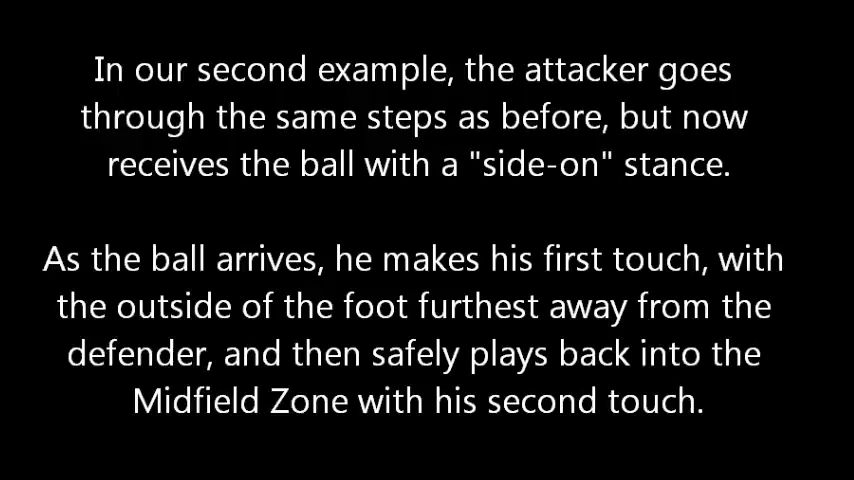 In our second example, the attacker goes
through the same steps as before, but now
receives the ball with a "side-on" stance.
As the ball arrives, he makes his first touch, with
the outside of the foot furthest away from the
defender, and then safely plays back into the
Midfield Zone with his second touch.